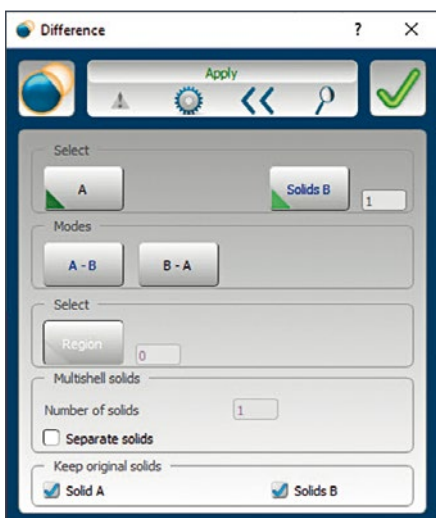 Difference ? ×
Apply
Select
A Solids B 1
Modes
A - B B - A
Select
Region 0
Multishell solids
Number of solids 1
Separate solids
Keep original solids
Solid A Solids B